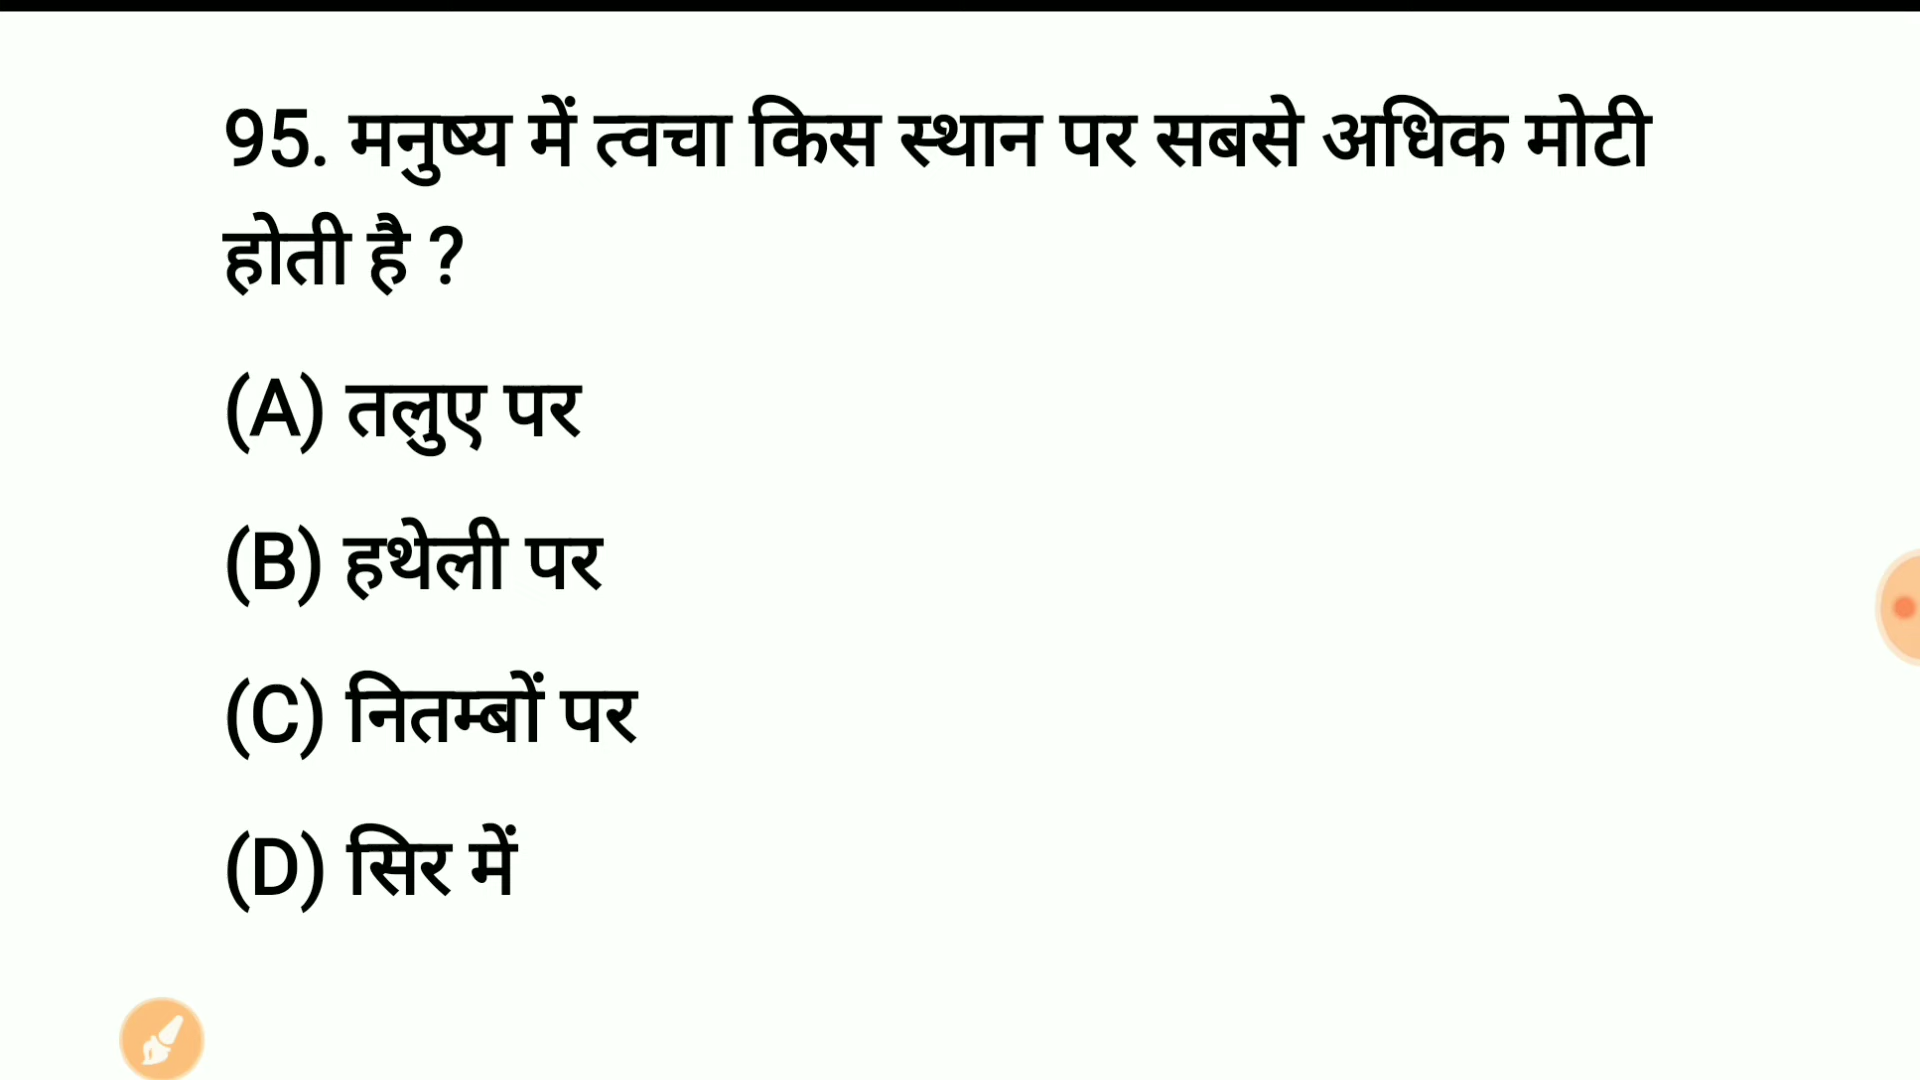 95. मनुष्य में त्वचा किस स्थान पर सबसे अधिक मोटी
होती है ?
(A) तलुए पर
(B) हथेली पर
(C) नितम्बों पर
(D) सिर में